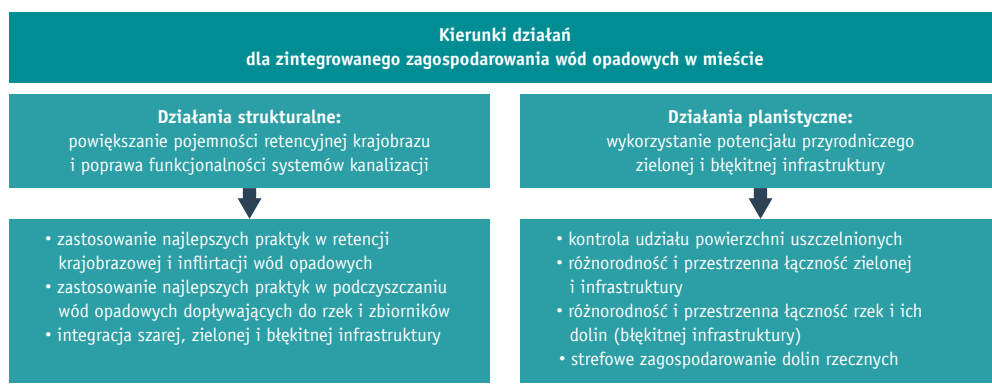 Kierunki działań
dla zintegrowanego zagospodarowania wód opadowych w mieście
Działania strukturalne:
powiększanie pojemności retencyjnej krajobrazu
i poprawa funkcjonalności systemów kanalizacji
• zastosowanie najlepszych praktyk w retencji
krajobrazowej i inflirtacji wód opadowych
• zastosowanie najlepszych praktyk w podczyszczaniu
wód opadowych dopływających do rzek i zbiorników
• integracja szarej, zielonej i błękitnej infrastruktury
Działania planistyczne:
wykorzystanie potencjału przyrodniczego
zielonej i błękitnej infrastruktury
• kontrola udziału powierzchni uszczelnionych
• różnorodność i przestrzenna łączność zielonej
i infrastruktury
• różnorodność i przestrzenna łączność rzek i ich
dolin (błękitnej infrastruktury)
• strefowe zagospodarowanie dolin rzecznych